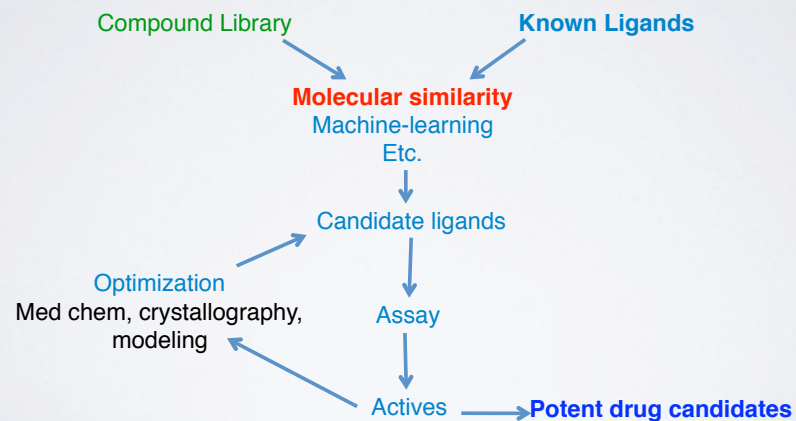 Compound Library
Known Ligands
Molecular similarity
Machine-learning
Etc.
Candidate ligands
Optimization
Med chem, crystallography,
modeling
Assay
Actives
Potent drug candidates